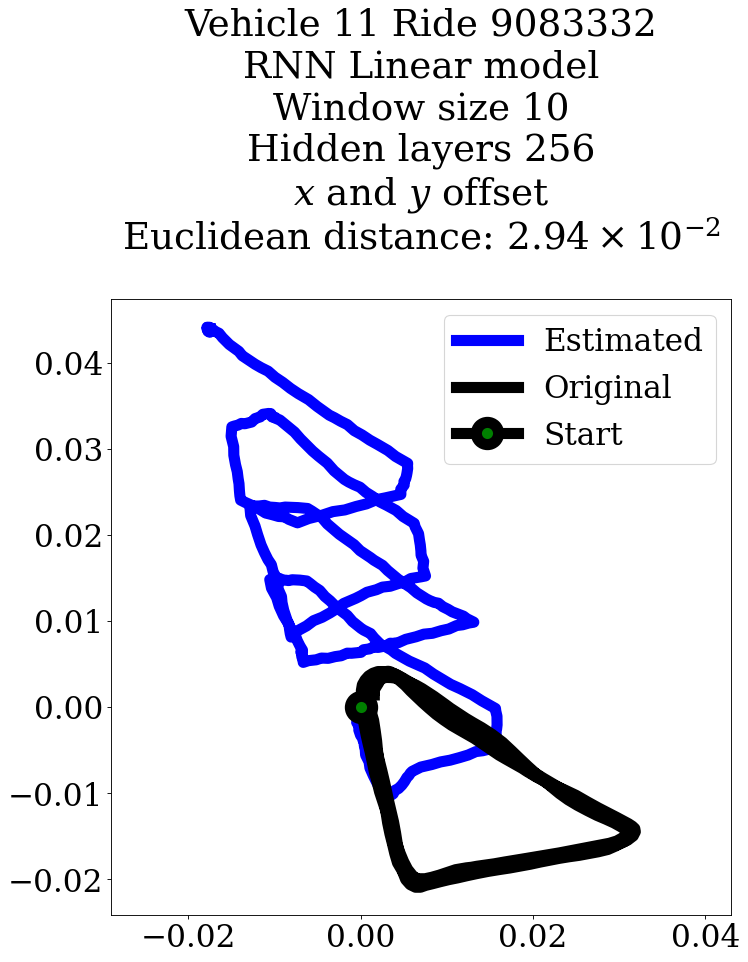 Vehicle 11 Ride 9083332
RNN Linear model
Window size 10
Hidden layers 256
x and y offset
Euclidean distance: 2.94 × 10⁻²
Estimated
Original
Start
0.04
0.03
0.02
0.01
0.00
−0.01
−0.02
−0.02 0.00 0.02 0.04